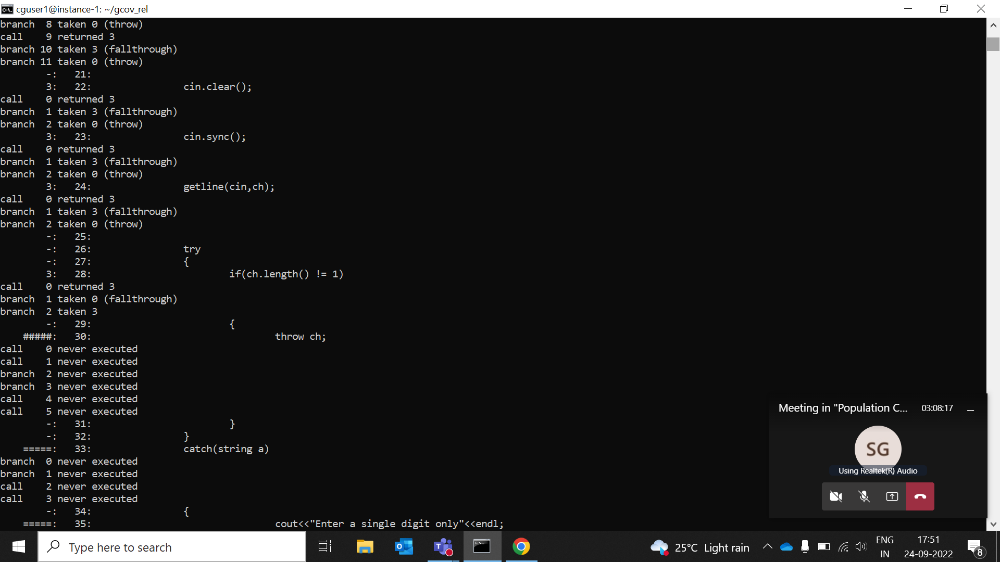 cguser1@instance-1: ~/gcov_rel
branch  8 taken 0 (throw)
call    9 returned 3
branch 10 taken 3 (fallthrough)
branch 11 taken 0 (throw)
        -:   21:
        3:   22:                cin.clear();
call    0 returned 3
branch  1 taken 3 (fallthrough)
branch  2 taken 0 (throw)
        3:   23:                cin.sync();
call    0 returned 3
branch  1 taken 3 (fallthrough)
branch  2 taken 0 (throw)
        3:   24:                getline(cin,ch);
call    0 returned 3
branch  1 taken 3 (fallthrough)
branch  2 taken 0 (throw)
        -:   25:
        -:   26:                try
        -:   27:                {
        3:   28:                        if(ch.length() != 1)
call    0 returned 3
branch  1 taken 0 (fallthrough)
branch  2 taken 3
        -:   29:                        {
    #####:   30:                                throw ch;
call    0 never executed
call    1 never executed
branch  2 never executed
branch  3 never executed
call    4 never executed
call    5 never executed
        -:   31:                        }
        -:   32:                }
    =====:   33:                catch(string a)
branch  0 never executed
branch  1 never executed
call    2 never executed
call    3 never executed
        -:   34:                {
    =====:   35:                                cout<<"Enter a single digit only"<<endl;
Meeting in "Population C... 03:08:17
SG
Using Realtek(R) Audio
Type here to search
25°C Light rain
ENG
IN
17:51
24-09-2022
8